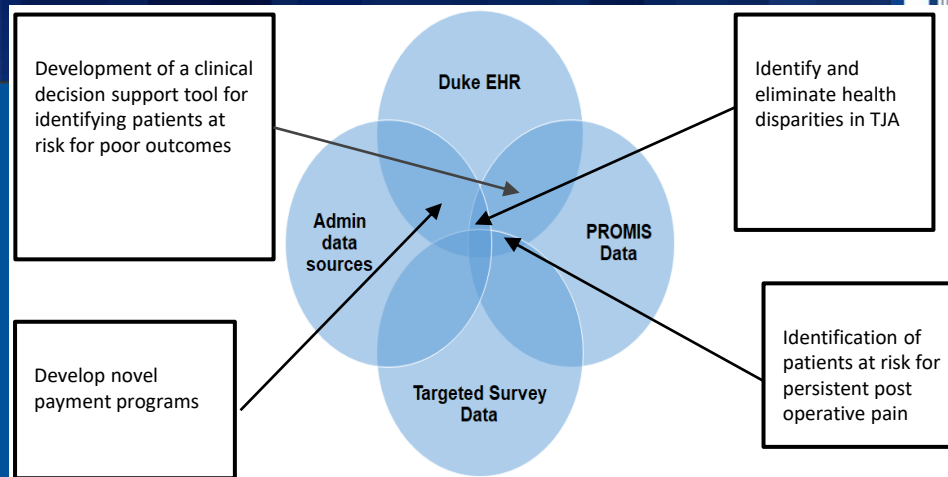 Development of a clinical
decision support tool for
identifying patients at
risk for poor outcomes
Duke EHR
Identify and
eliminate health
disparities in TJA
Admin
data
sources
PROMIS
Data
Develop novel
payment programs
Targeted Survey
Data
Identification of
patients at risk for
persistent post
operative pain